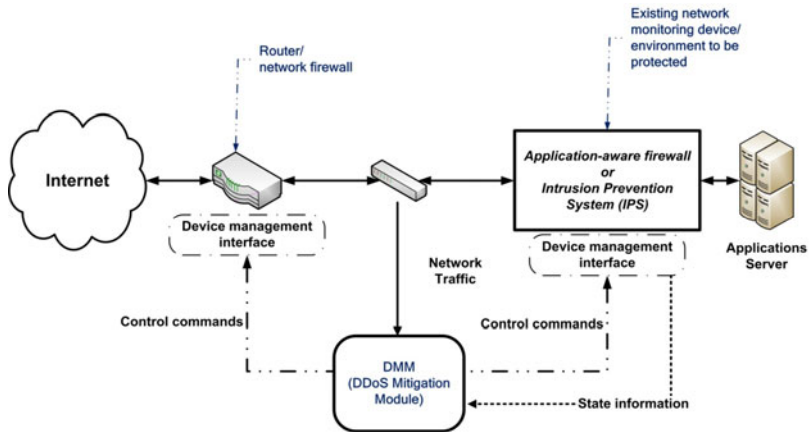 Router/
network firewall
Existing network
monitoring device/
environment to be
protected
Internet
Application-aware firewall
or
Intrusion Prevention
System (IPS)
Device management
interface
Device management
interface
Applications
Server
Network
Traffic
Control commands
Control commands
DMM
(DDoS Mitigation
Module)
State information